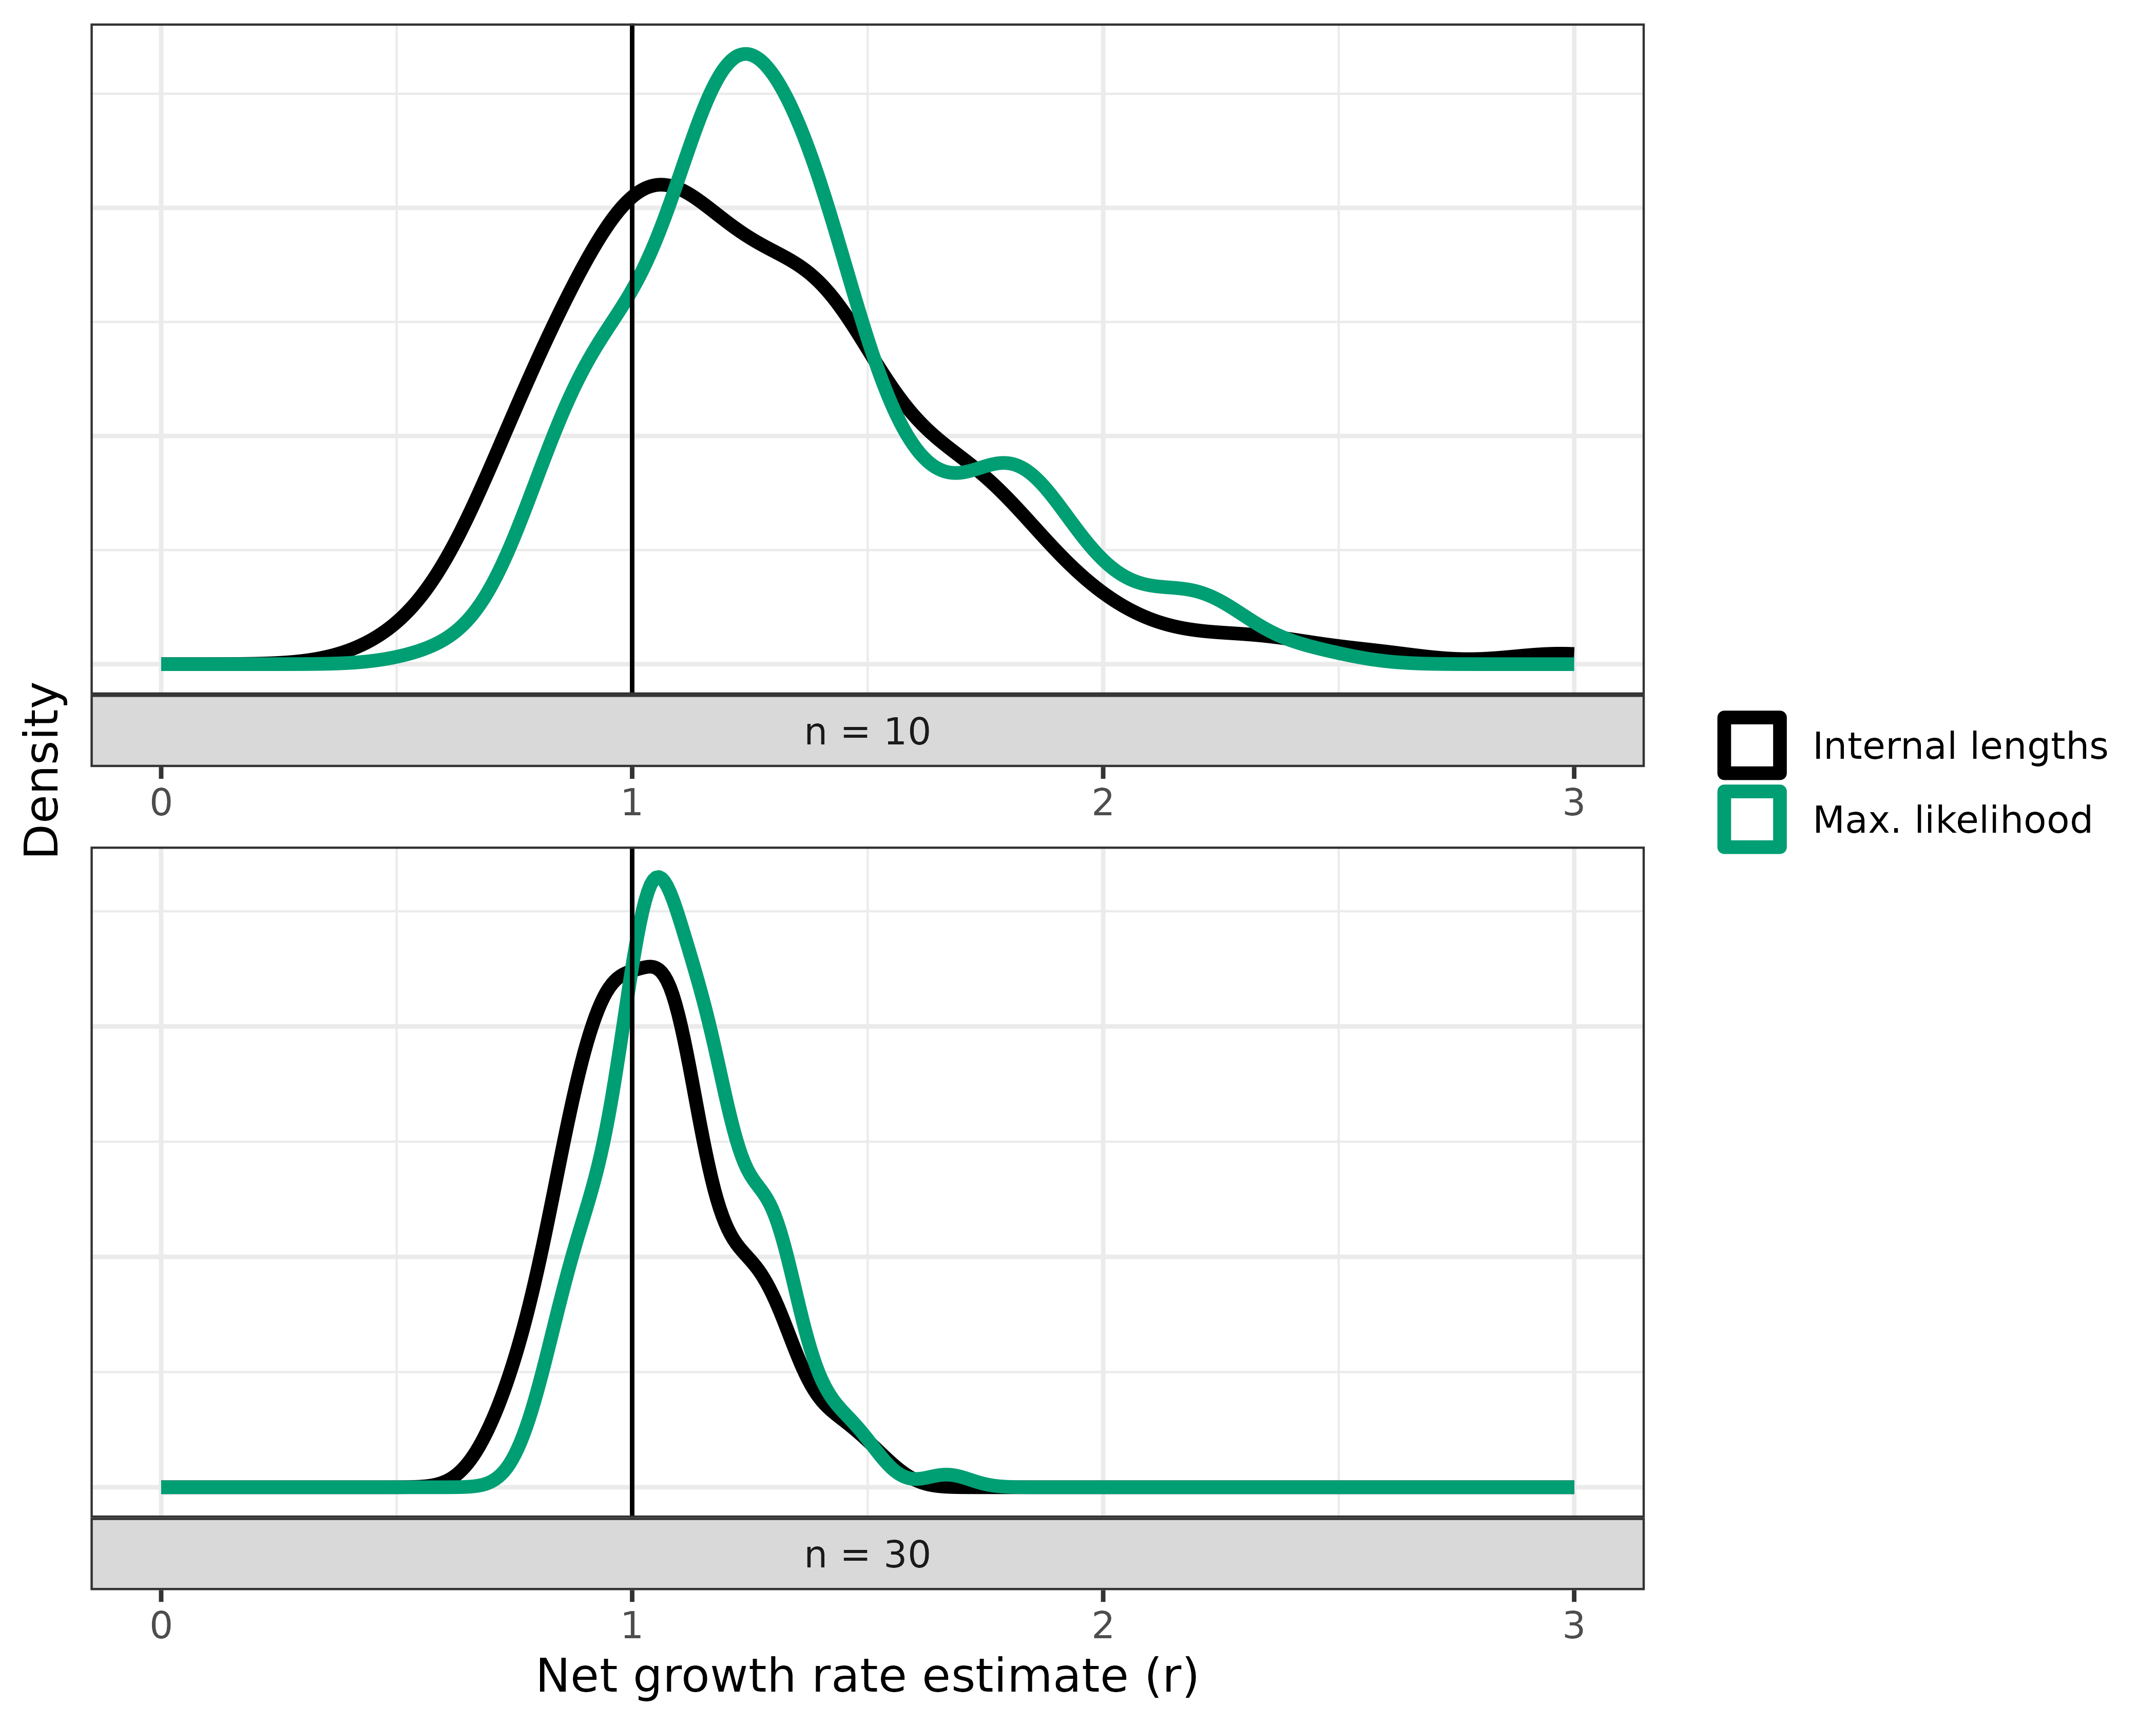 Density
n = 10
0 1 2 3
n = 30
0 1 2 3
Net growth rate estimate (r)
Internal lengths
Max. likelihood